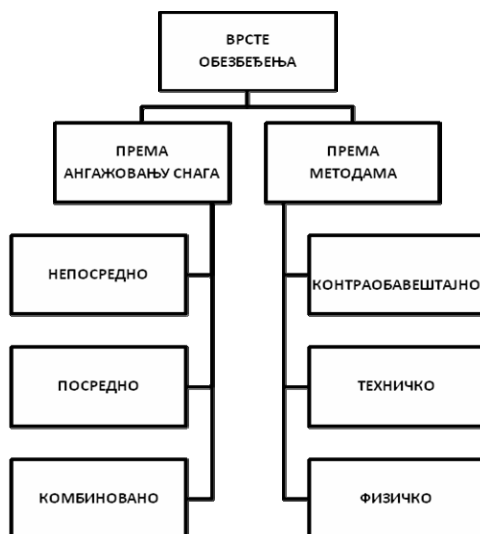 ВРСТЕ
ОБЕЗБЕЂЕЊА
ПРЕМА
АНГАЖОВАЊУ СНАГА
ПРЕМА
МЕТОДАМА
НЕПОСРЕДНО
КОНТРАОБАВЕШТАЈНО
ПОСРЕДНО
ТЕХНИЧКО
КОМБИНОВАНО
ФИЗИЧКО